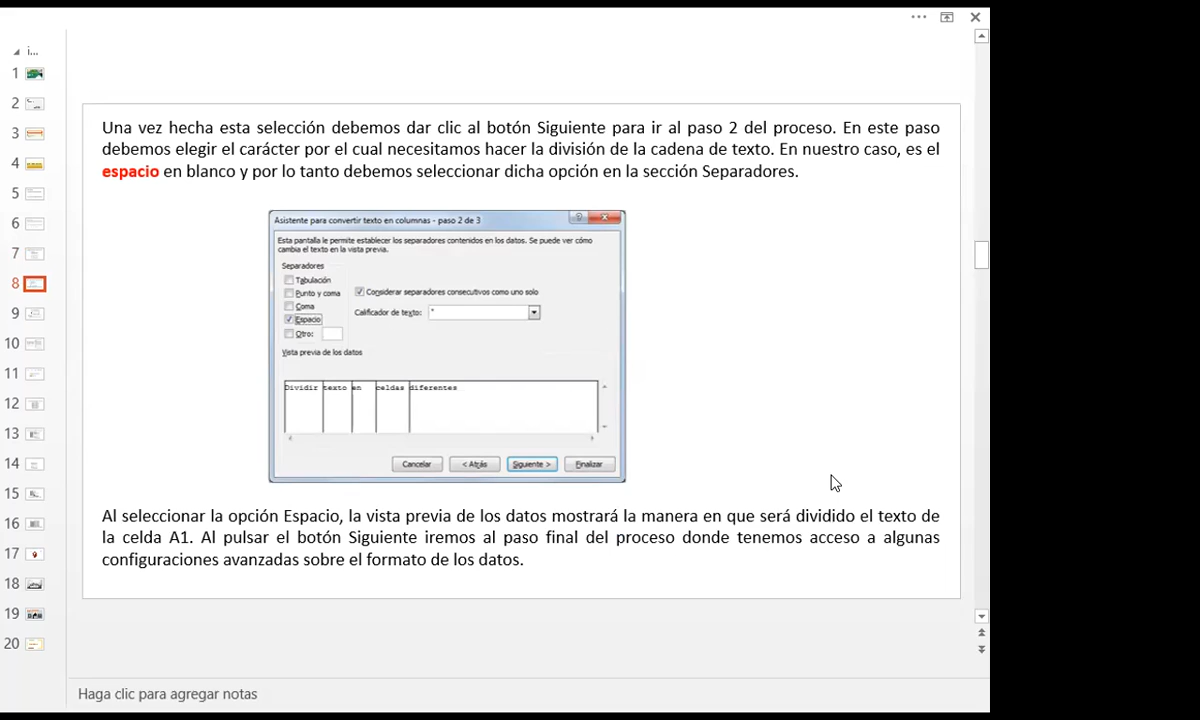 i...
1
2
3
4
5
6
7
8
9
10
11
12
13
14
15
16
17
18
19
20
Una vez hecha esta selección debemos dar clic al botón Siguiente para ir al paso 2 del proceso. En este paso
debemos elegir el carácter por el cual necesitamos hacer la división de la cadena de texto. En nuestro caso, es el
espacio en blanco y por lo tanto debemos seleccionar dicha opción en la sección Separadores.
Asistente para convertir texto en columnas - paso 2 de 3
Esta pantalla le permite establecer los separadores contenidos en los datos. Se puede ver cómo
cambia el texto en la vista previa.
Separadores
Tabulación
Punto y coma
Coma
Espacio
Otro:
Considerar separadores consecutivos como uno solo
Calificador de texto: "
Vista previa de los datos
Dividir texto en celdas diferentes
Cancelar < Atrás Siguiente > Finalizar
Al seleccionar la opción Espacio, la vista previa de los datos mostrará la manera en que será dividido el texto de
la celda A1. Al pulsar el botón Siguiente iremos al paso final del proceso donde tenemos acceso a algunas
configuraciones avanzadas sobre el formato de los datos.
Haga clic para agregar notas